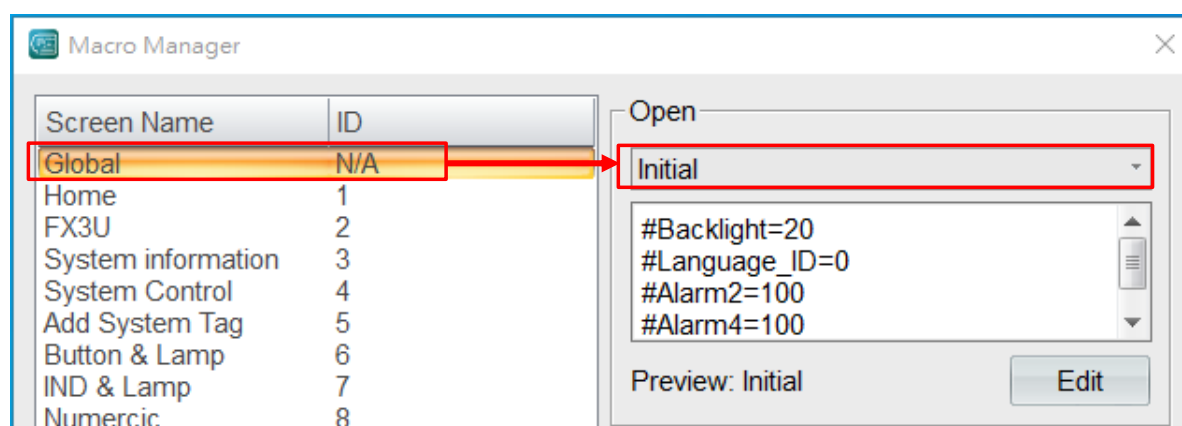 Macro Manager
Screen Name ID
Global N/A
Home 1
FX3U 2
System information 3
System Control 4
Add System Tag 5
Button & Lamp 6
IND & Lamp 7
Numercic 8
Open
Initial
#Backlight=20
#Language_ID=0
#Alarm2=100
#Alarm4=100
Preview: Initial Edit